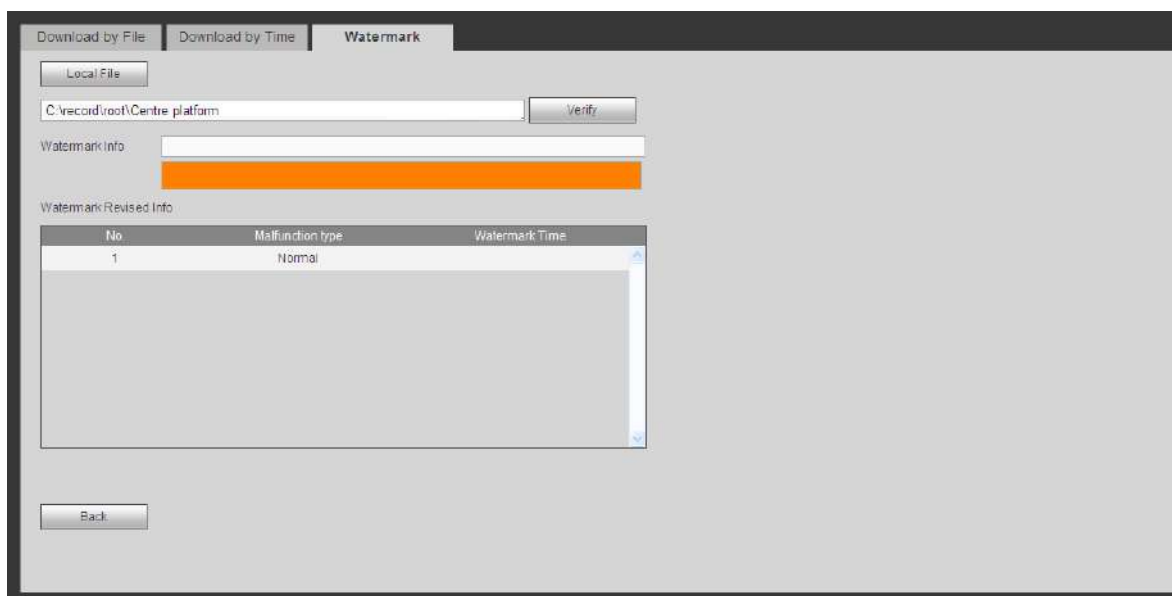 Download by File Download by Time Watermark
Local File
C:\record\root\Centre platform Verify
Watermark Info
Watermark Revised Info
No. Malfunction type Watermark Time
1 Normal
Back